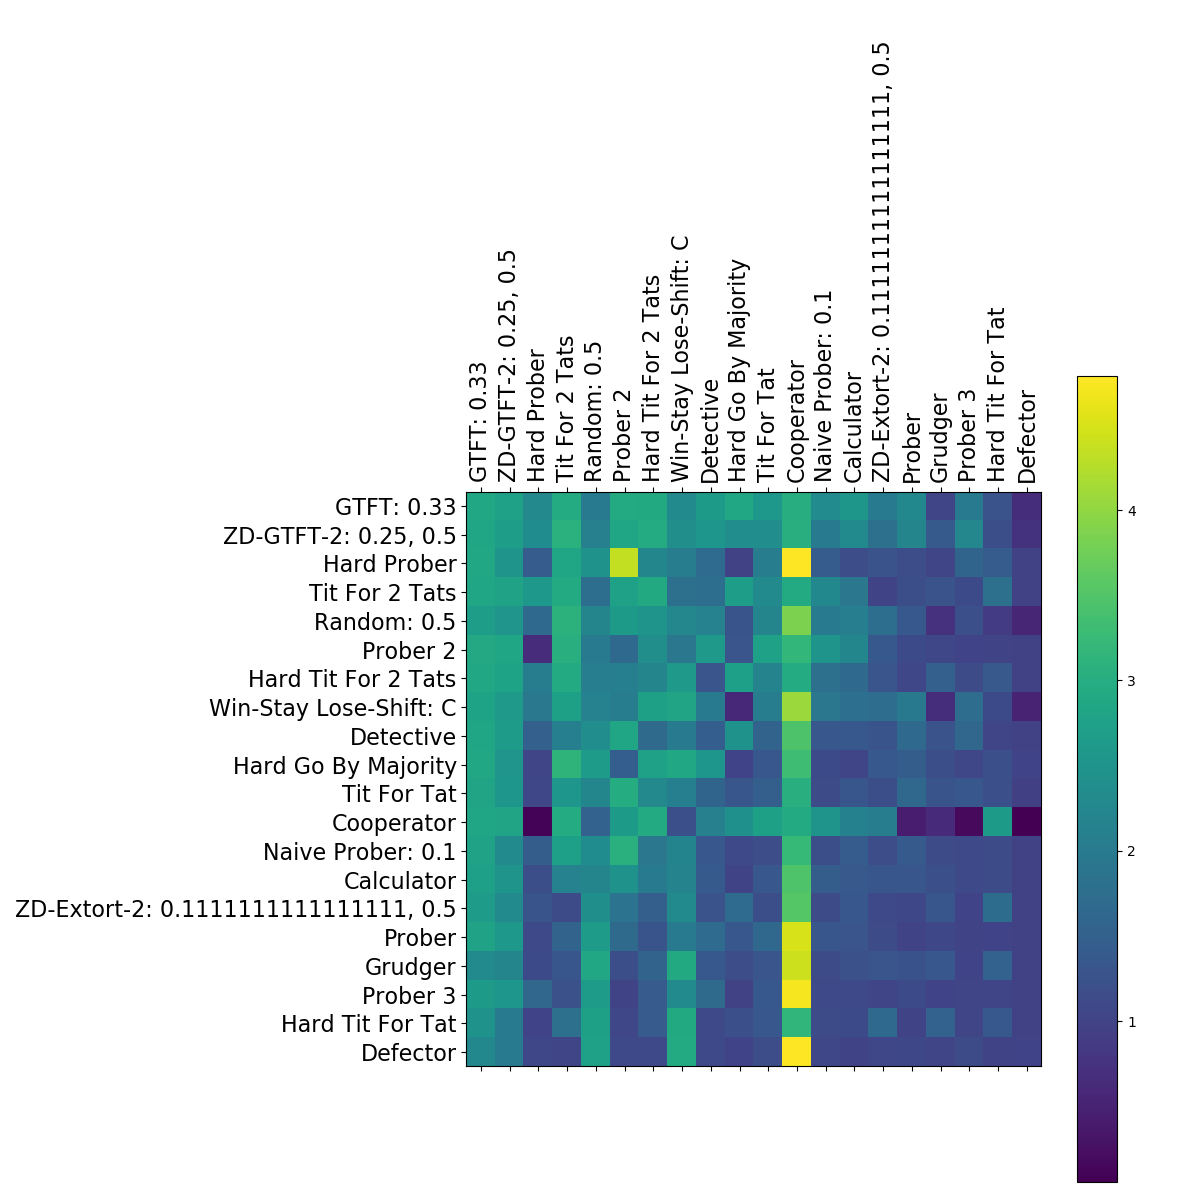 GTFT: 0.33
ZD-GTFT-2: 0.25, 0.5
Hard Prober
Tit For 2 Tats
Random: 0.5
Prober 2
Hard Tit For 2 Tats
Win-Stay Lose-Shift: C
Detective
Hard Go By Majority
Tit For Tat
Cooperator
Naive Prober: 0.1
Calculator
ZD-Extort-2: 0.1111111111111111, 0.5
Prober
Grudger
Prober 3
Hard Tit For Tat
Defector
GTFT: 0.33
ZD-GTFT-2: 0.25, 0.5
Hard Prober
Tit For 2 Tats
Random: 0.5
Prober 2
Hard Tit For 2 Tats
Win-Stay Lose-Shift: C
Detective
Hard Go By Majority
Tit For Tat
Cooperator
Naive Prober: 0.1
Calculator
ZD-Extort-2: 0.1111111111111111, 0.5
Prober
Grudger
Prober 3
Hard Tit For Tat
Defector
4
3
2
1